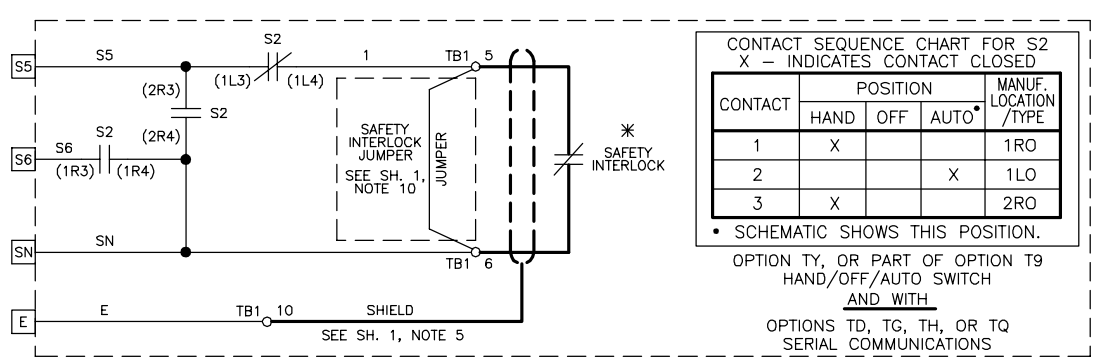 S5
S5
S2
(1L3)
(1L4)
1
TB1
5
(2R3)
S2
(2R4)
S6
S6
S2
(1R3)
(1R4)
SAFETY
INTERLOCK
JUMPER
SEE SH. 1,
NOTE 10
JUMPER
*
SAFETY
INTERLOCK
SN
SN
TB1
6
E
E
TB1
10
SHIELD
SEE SH. 1, NOTE 5
CONTACT SEQUENCE CHART FOR S2
X – INDICATES CONTACT CLOSED
CONTACT
POSITION
MANUF.
LOCATION
/TYPE
HAND
OFF
AUTO•
1 X 1RO
2 X 1LO
3 X 2RO
• SCHEMATIC SHOWS THIS POSITION.
OPTION TY, OR PART OF OPTION T9
HAND/OFF/AUTO SWITCH
AND WITH
OPTIONS TD, TG, TH, OR TQ
SERIAL COMMUNICATIONS